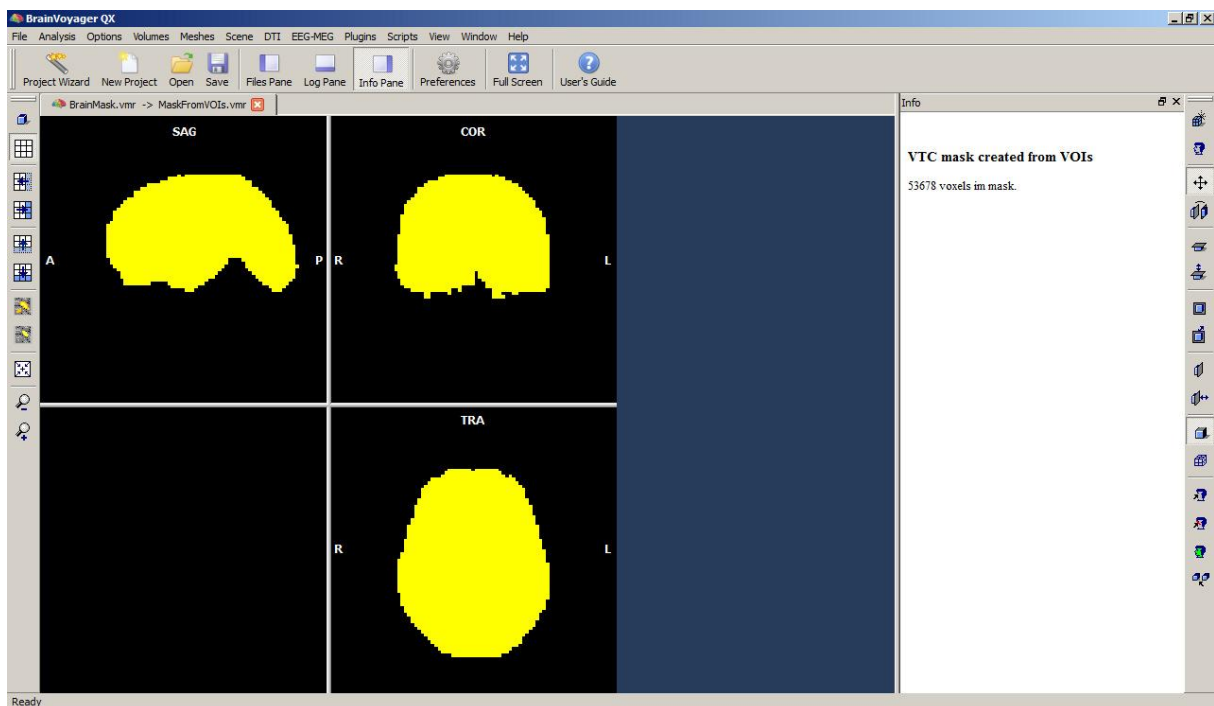 BrainVoyager QX
File Analysis Options Volumes Meshes Scene DTI EEG-MEG Plugins Scripts View Window Help
Project Wizard New Project Open Save Files Pane Log Pane Info Pane Preferences Full Screen User's Guide
BrainMask.vmr -> MaskFromVOIs.vmr
Info
SAG
COR
VTC mask created from VOIs
53678 voxels im mask.
A
P
R
L
TRA
R
L
Ready